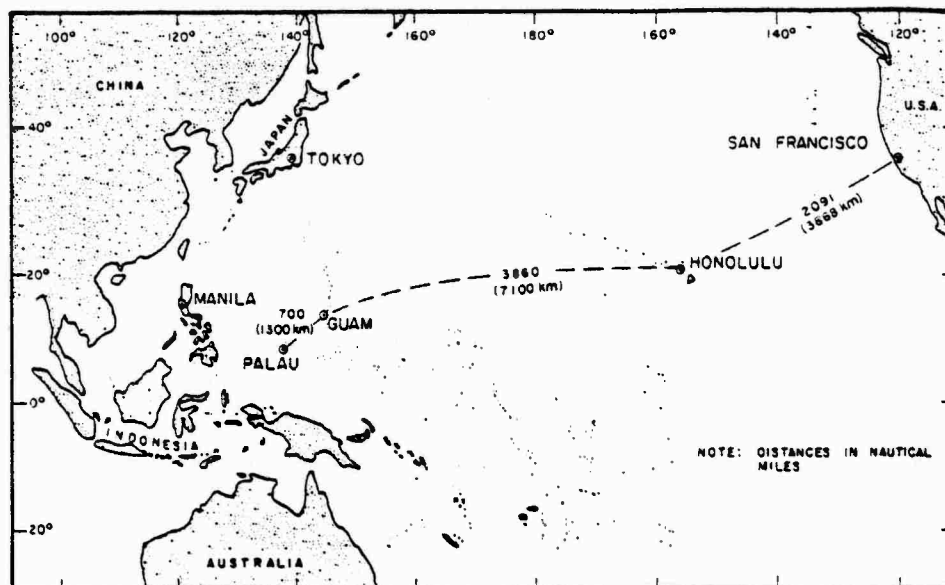 100° 120° 140° 160° 180° 160° 140° 120°
CHINA
U.S.A.
40°
JAPAN
TOKYO
SAN FRANCISCO
2091
(3868 km)
20°
HONOLULU
3860
(7100 km)
MANILA
700
(1300 km)
GUAM
PALAU
0°
INDONESIA
NOTE: DISTANCES IN NAUTICAL
MILES
20°
AUSTRALIA